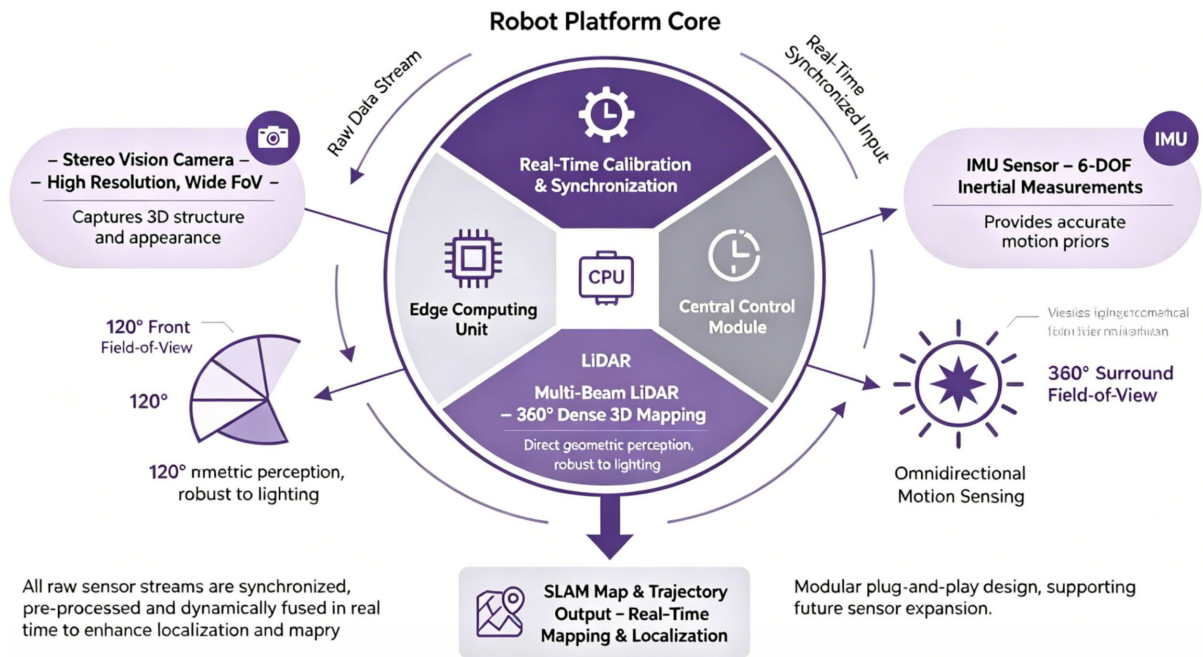 Robot Platform Core
Raw Data Stream
Real-Time
Synchronized Input
– Stereo Vision Camera –
– High Resolution, Wide FoV –
Captures 3D structure
and appearance
Real-Time Calibration
& Synchronization
IMU
IMU Sensor – 6-DOF
Inertial Measurements
Provides accurate
motion priors
Edge Computing
Unit
CPU
Central Control
Module
120° Front
Field-of-View
120°
120° nmetric perception,
robust to lighting
LiDAR
Multi-Beam LiDAR
– 360° Dense 3D Mapping
Direct geometric perception,
robust to lighting
360° Surround
Field-of-View
Omnidirectional
Motion Sensing
All raw sensor streams are synchronized,
pre-processed and dynamically fused in real
time to enhance localization and mapry
SLAM Map & Trajectory
Output – Real-Time
Mapping & Localization
Modular plug-and-play design, supporting
future sensor expansion.